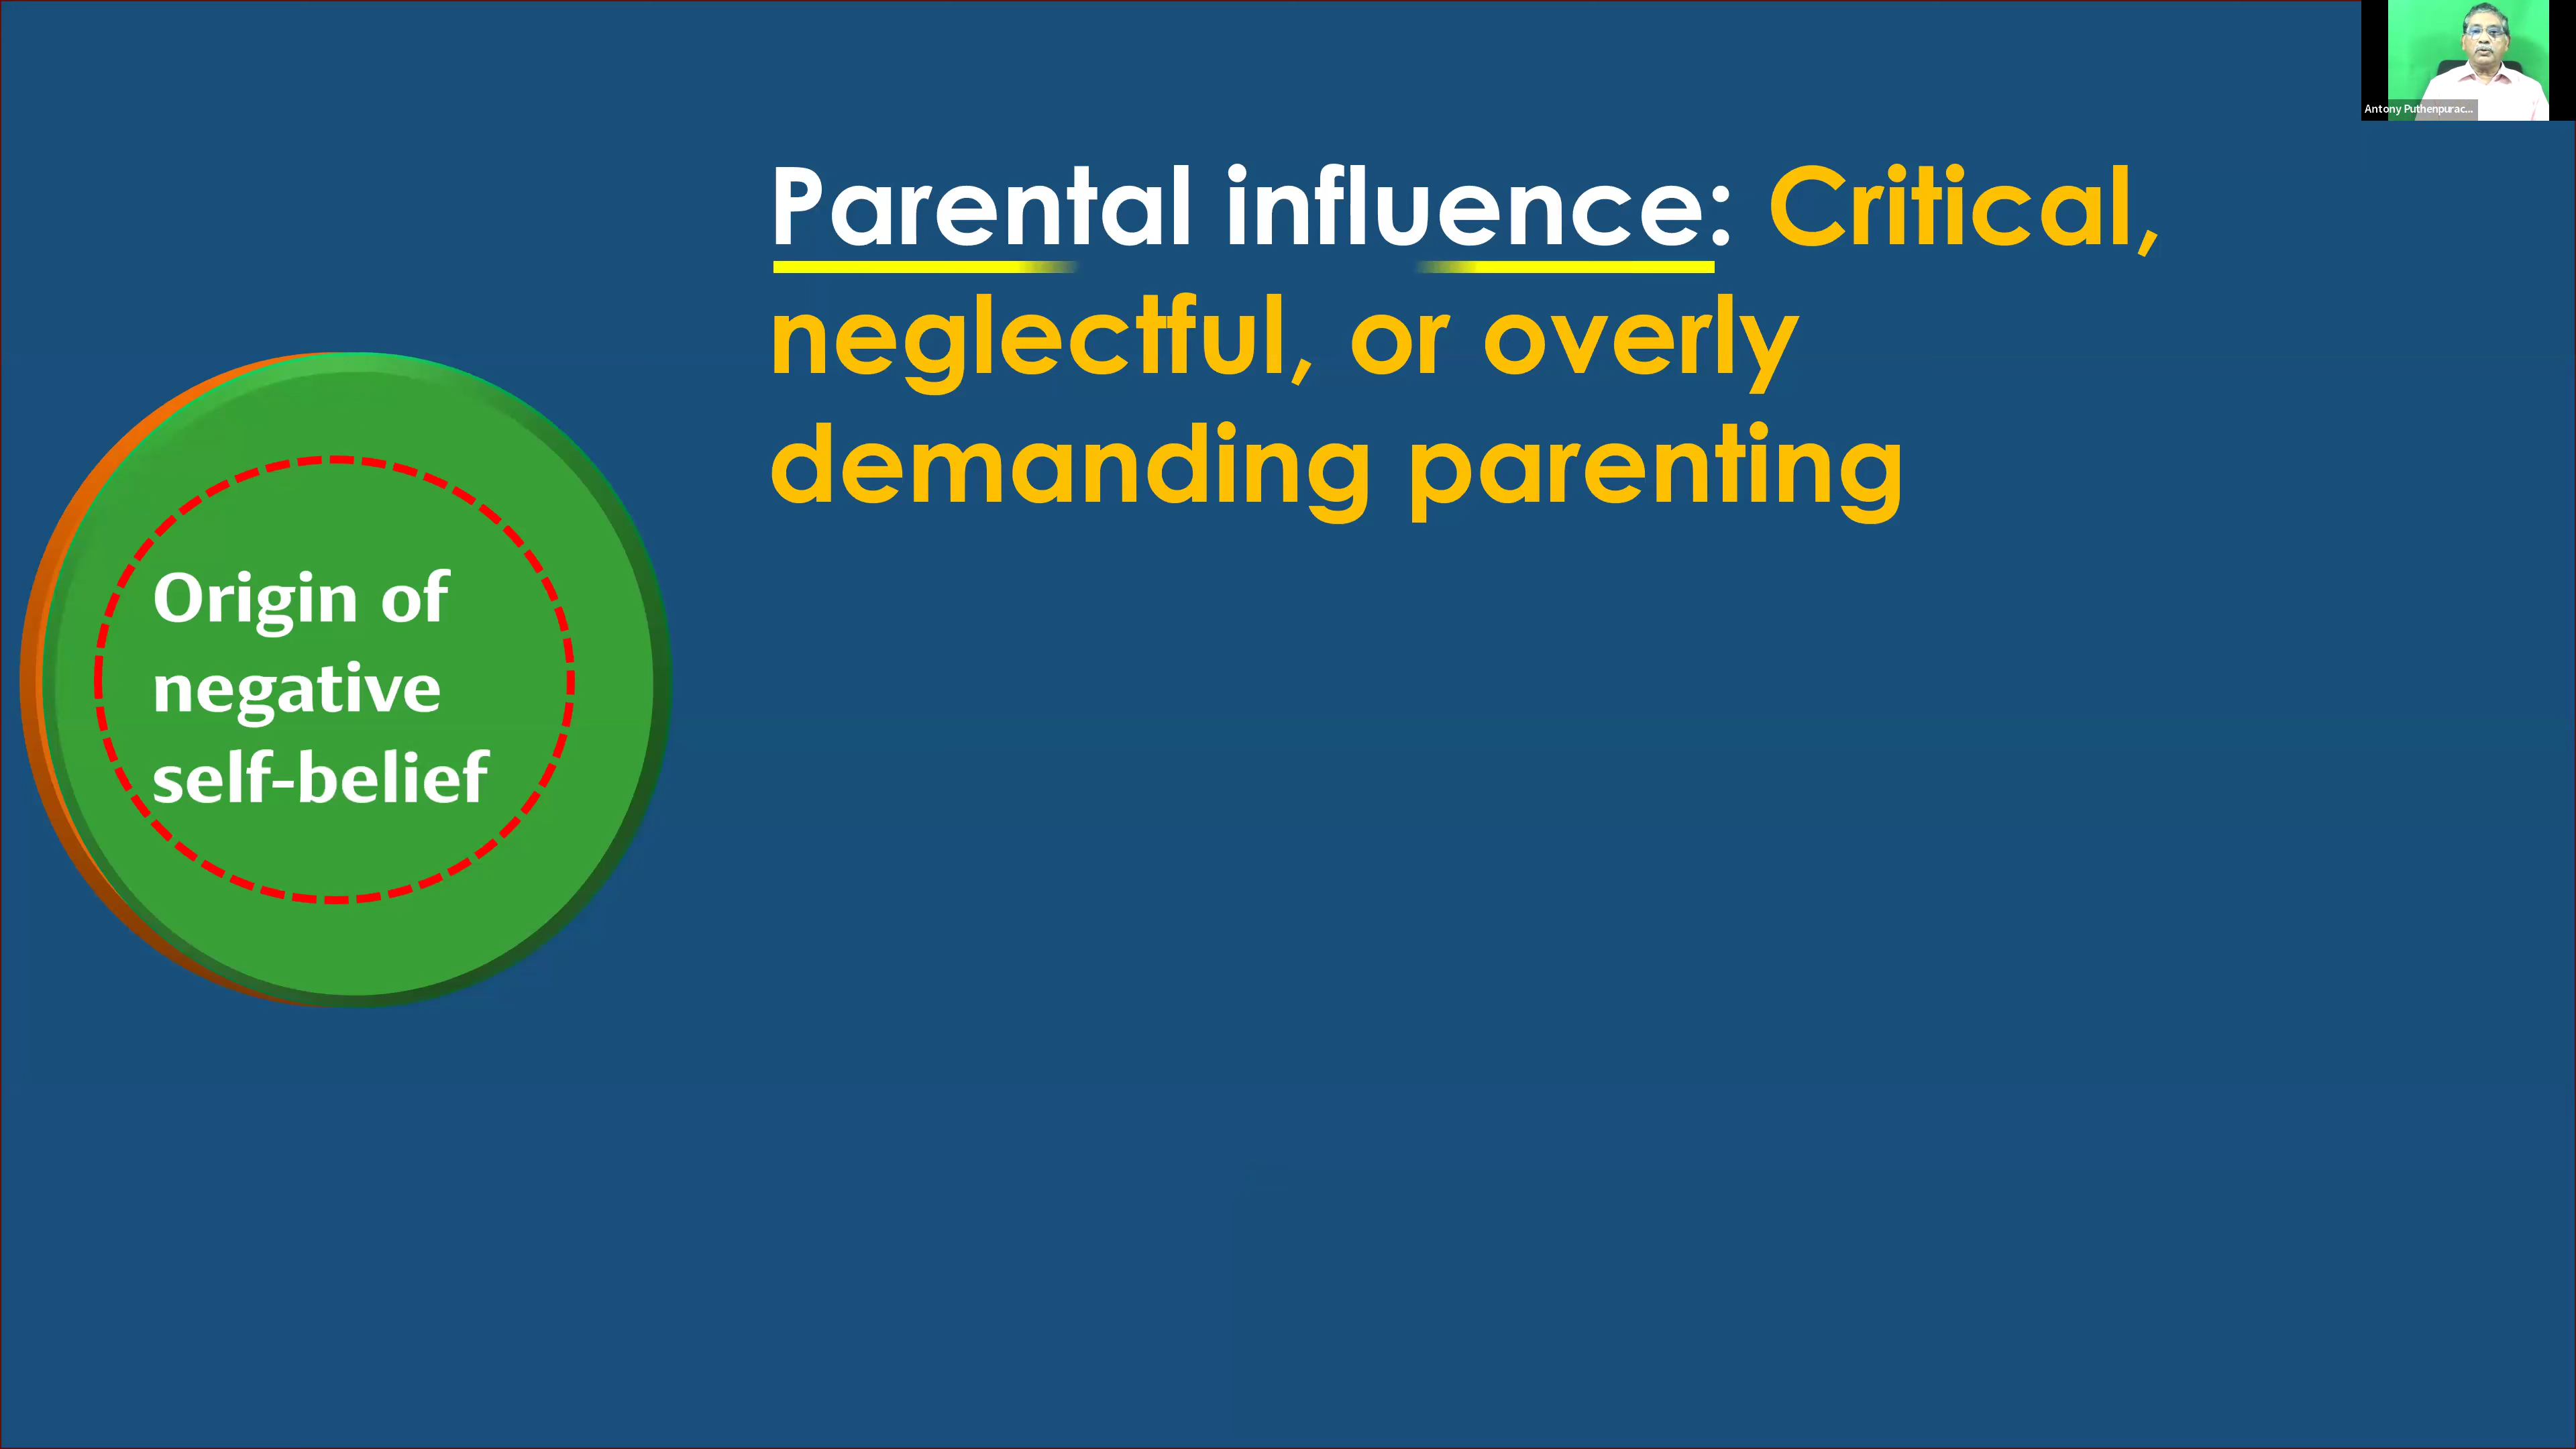 Antony Puthenpurac...
Parental influence: Critical,
neglectful, or overly
demanding parenting
Origin of
negative
self-belief